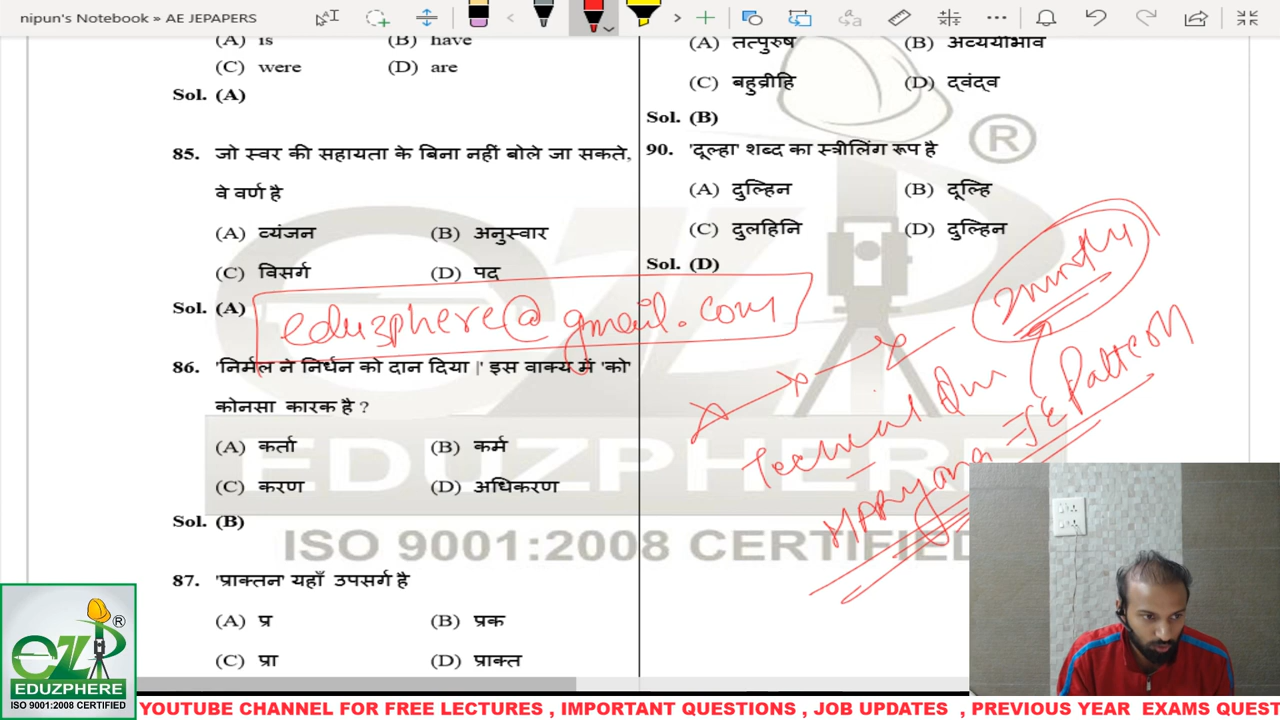 nipun's Notebook » AE JEPAPERS
(A) is (B) have
(C) were (D) are
Sol. (A)
85. जो स्वर की सहायता के बिना नहीं बोले जा सकते,
वे वर्ण है
(A) व्यंजन (B) अनुस्वार
(C) विसर्ग (D) पद
Sol. (A)
eduzphere@gmail.com
86. 'निर्मल ने निर्धन को दान दिया |' इस वाक्य में 'को'
कोनसा कारक है ?
(A) कर्ता (B) कर्म
(C) करण (D) अधिकरण
Sol. (B)
87. 'प्राक्तन' यहाँ उपसर्ग है
(A) प्र (B) प्रक
(C) प्रा (D) प्राक्त
(A) तत्पुरुष (B) अव्ययीभाव
(C) बहुव्रीहि (D) द्वंद्व
Sol. (B)
90. 'दूल्हा' शब्द का स्त्रीलिंग रूप है
(A) दुल्हिन (B) दूल्हि
(C) दुलहिनि (D) दुल्हिन
Sol. (D)
Technical
Haryana JE Pattern
EZ
®
EDUZPHERE
ISO 9001:2008 CERTIFIED
EZ ®
EDUZPHERE
ISO 9001:2008 CERTIFIED
YOUTUBE CHANNEL FOR FREE LECTURES , IMPORTANT QUESTIONS , JOB UPDATES , PREVIOUS YEAR EXAMS QUEST